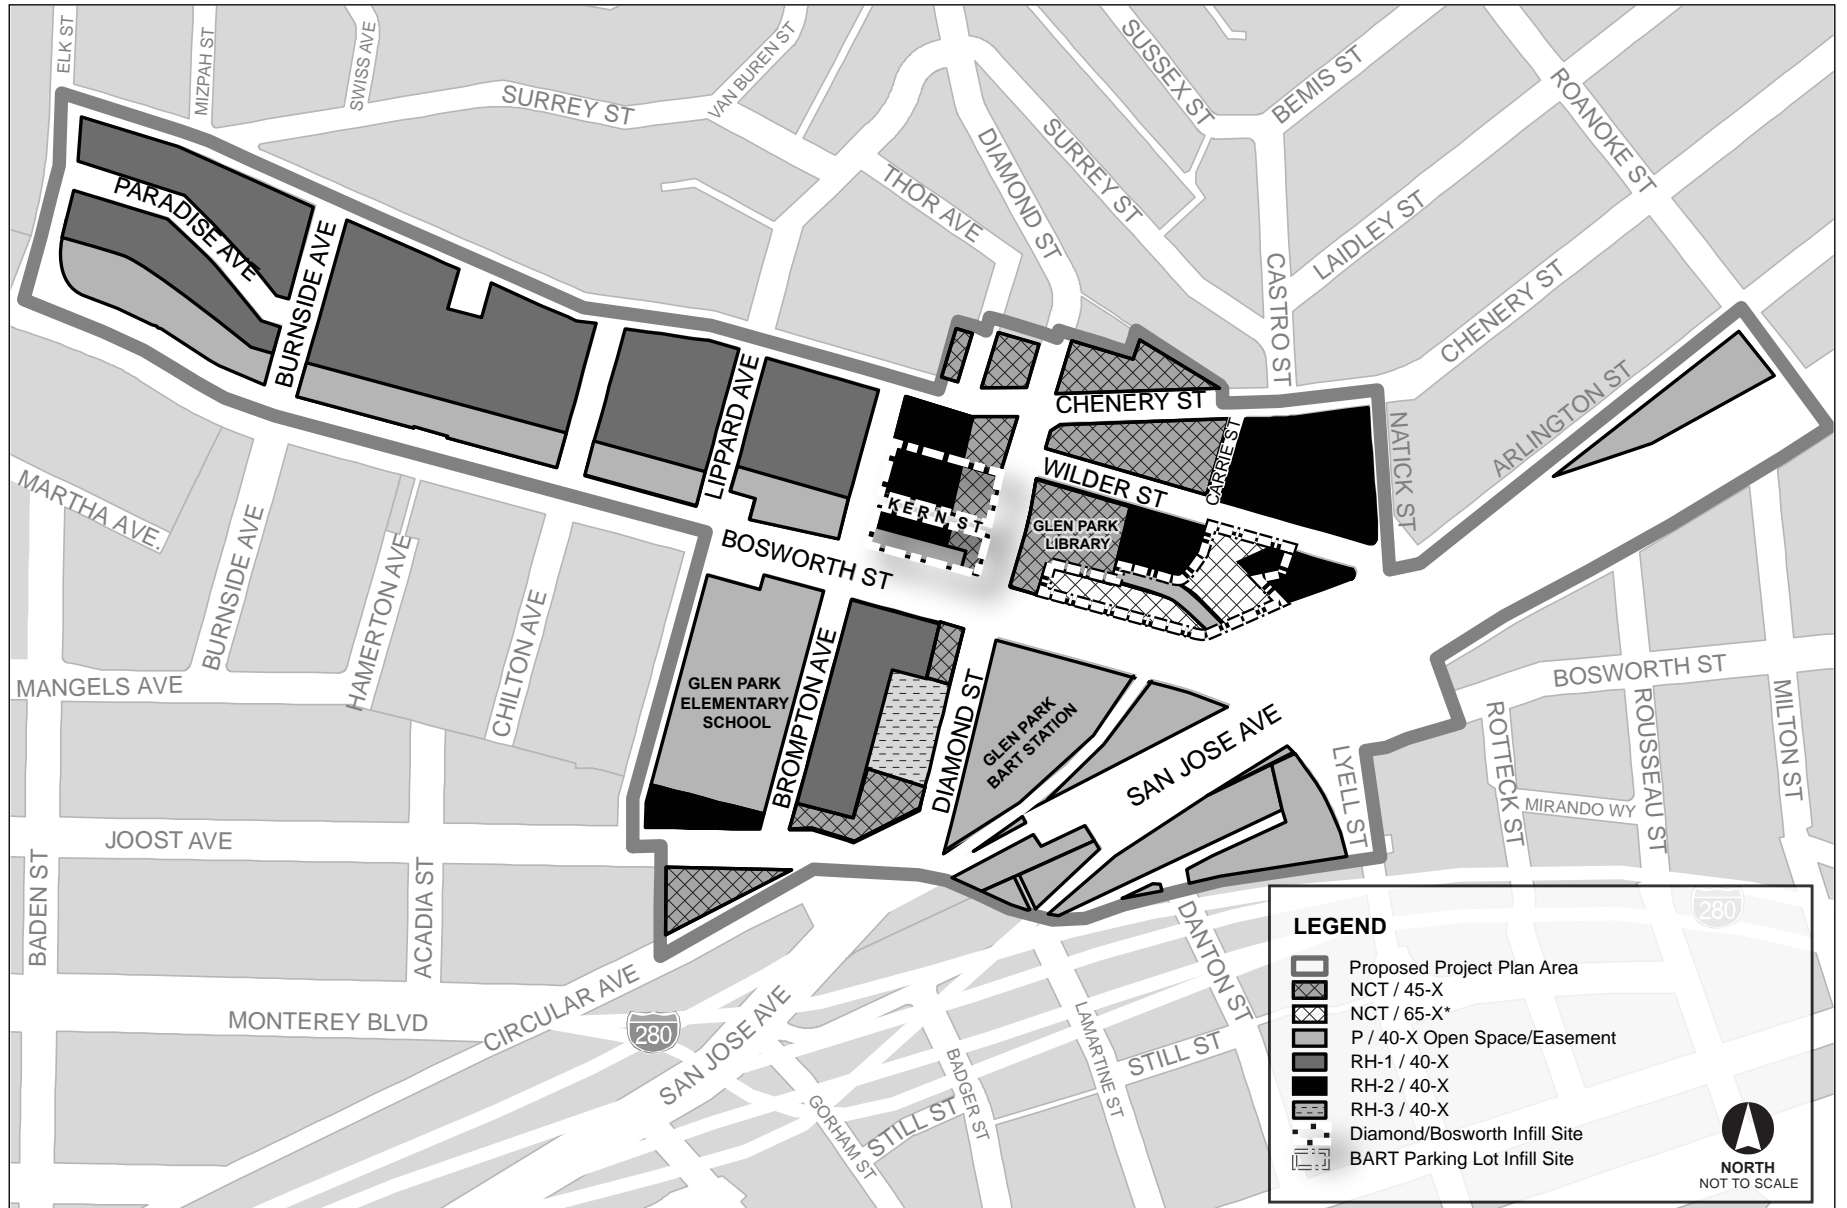 ELK ST
MIZPAH ST
SWISS AVE
SURREY ST
VAN BUREN ST
SUSSEX ST
BEMIS ST
ROANOKE ST
DIAMOND ST
SURREY ST
THOR AVE
LAIDLEY ST
CASTRO ST
CHENERY ST
ARLINGTON ST
NATICK ST
PARADISE AVE
BURNSIDE AVE
LIPPARD AVE
CHENERY ST
WILDER ST
CARRIE ST
KERN ST
GLEN PARK
LIBRARY
BOSWORTH ST
MARTHA AVE.
BURNSIDE AVE
HAMERTON AVE
CHILTON AVE
MANGELS AVE
GLEN PARK
ELEMENTARY
SCHOOL
BROMPTON AVE
DIAMOND ST
GLEN PARK
BART STATION
SAN JOSE AVE
BOSWORTH ST
LYELL ST
ROTTECK ST
ROUSSEAU ST
MILTON ST
MIRANDO WY
JOOST AVE
BADEN ST
ACADIA ST
MONTEREY BLVD
CIRCULAR AVE
280
SAN JOSE AVE
GORHAM ST
STILL ST
BADGER ST
LAMARTINE ST
STILL ST
DANTON ST
280
LEGEND
Proposed Project Plan Area
NCT / 45-X
NCT / 65-X*
P / 40-X Open Space/Easement
RH-1 / 40-X
RH-2 / 40-X
RH-3 / 40-X
Diamond/Bosworth Infill Site
BART Parking Lot Infill Site
NORTH
NOT TO SCALE